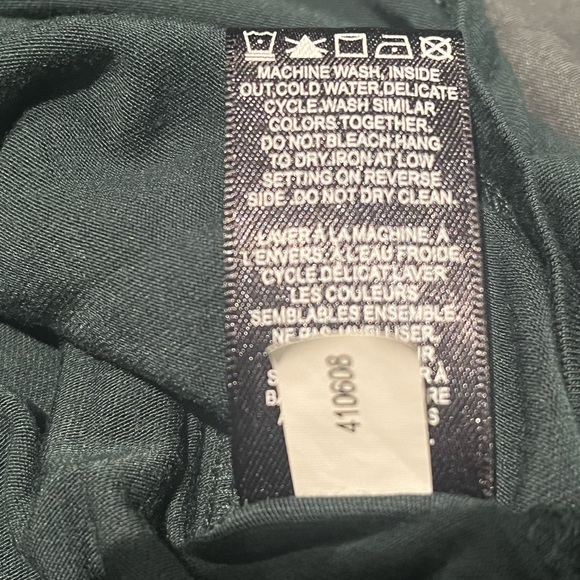 MACHINE WASH, INSIDE
OUT,COLD WATER,DELICATE
CYCLE.WASH SIMILAR
COLORS TOGETHER.
DO NOT BLEACH.HANG
TO DRY.IRON AT LOW
SETTING ON REVERSE
SIDE.DO NOT DRY CLEAN.
LAVER À LA MACHINE, À
L'ENVERS, À L'EAU FROIDE,
CYCLE DÉLICAT.LAVER
LES COULEURS
SEMBLABLES ENSEMBLE.
410608